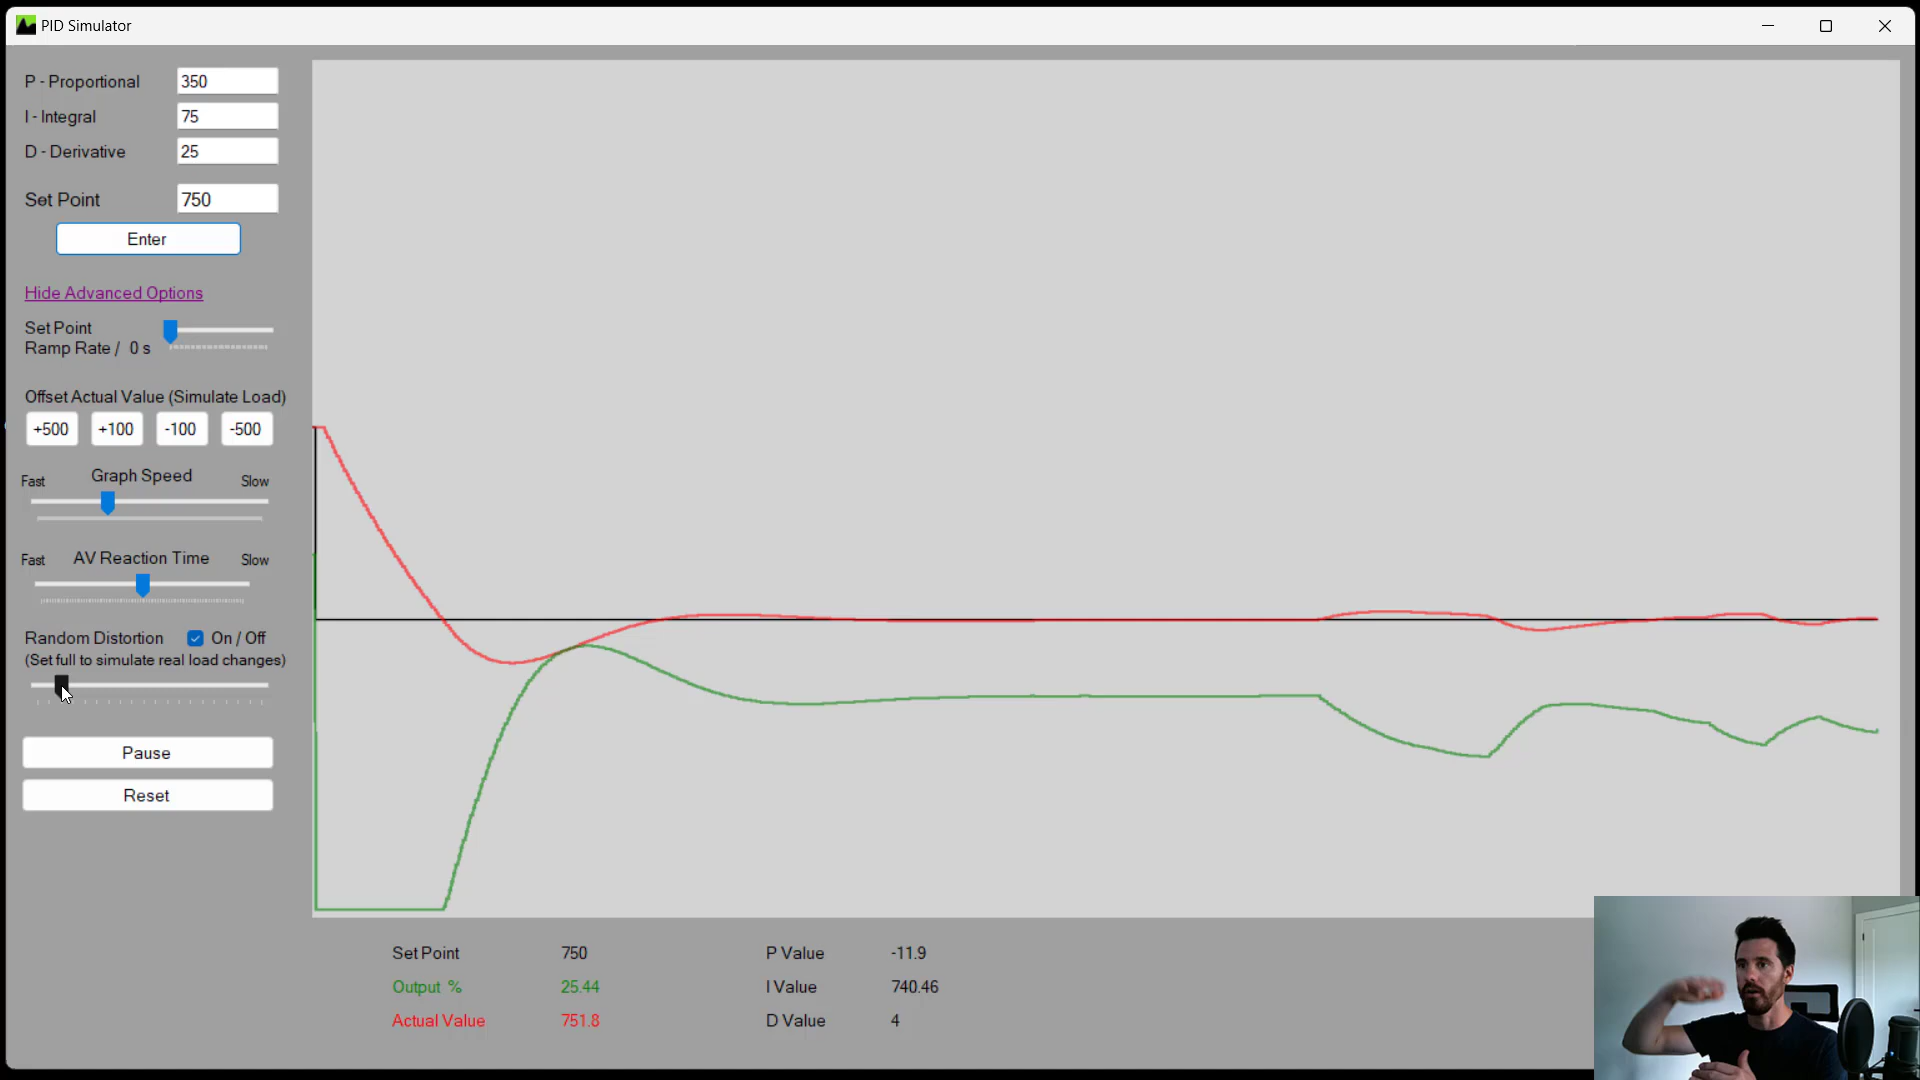 PID Simulator
P - Proportional 350
I - Integral 75
D - Derivative 25
Set Point 750
Enter
Hide Advanced Options
Set Point
Ramp Rate / 0 s
Offset Actual Value (Simulate Load)
+500 +100 -100 -500
Fast Graph Speed Slow
Fast AV Reaction Time Slow
Random Distortion On / Off
(Set full to simulate real load changes)
Pause
Reset
Set Point 750 P Value -11.9
Output % 25.44 I Value 740.46
Actual Value 751.8 D Value 4